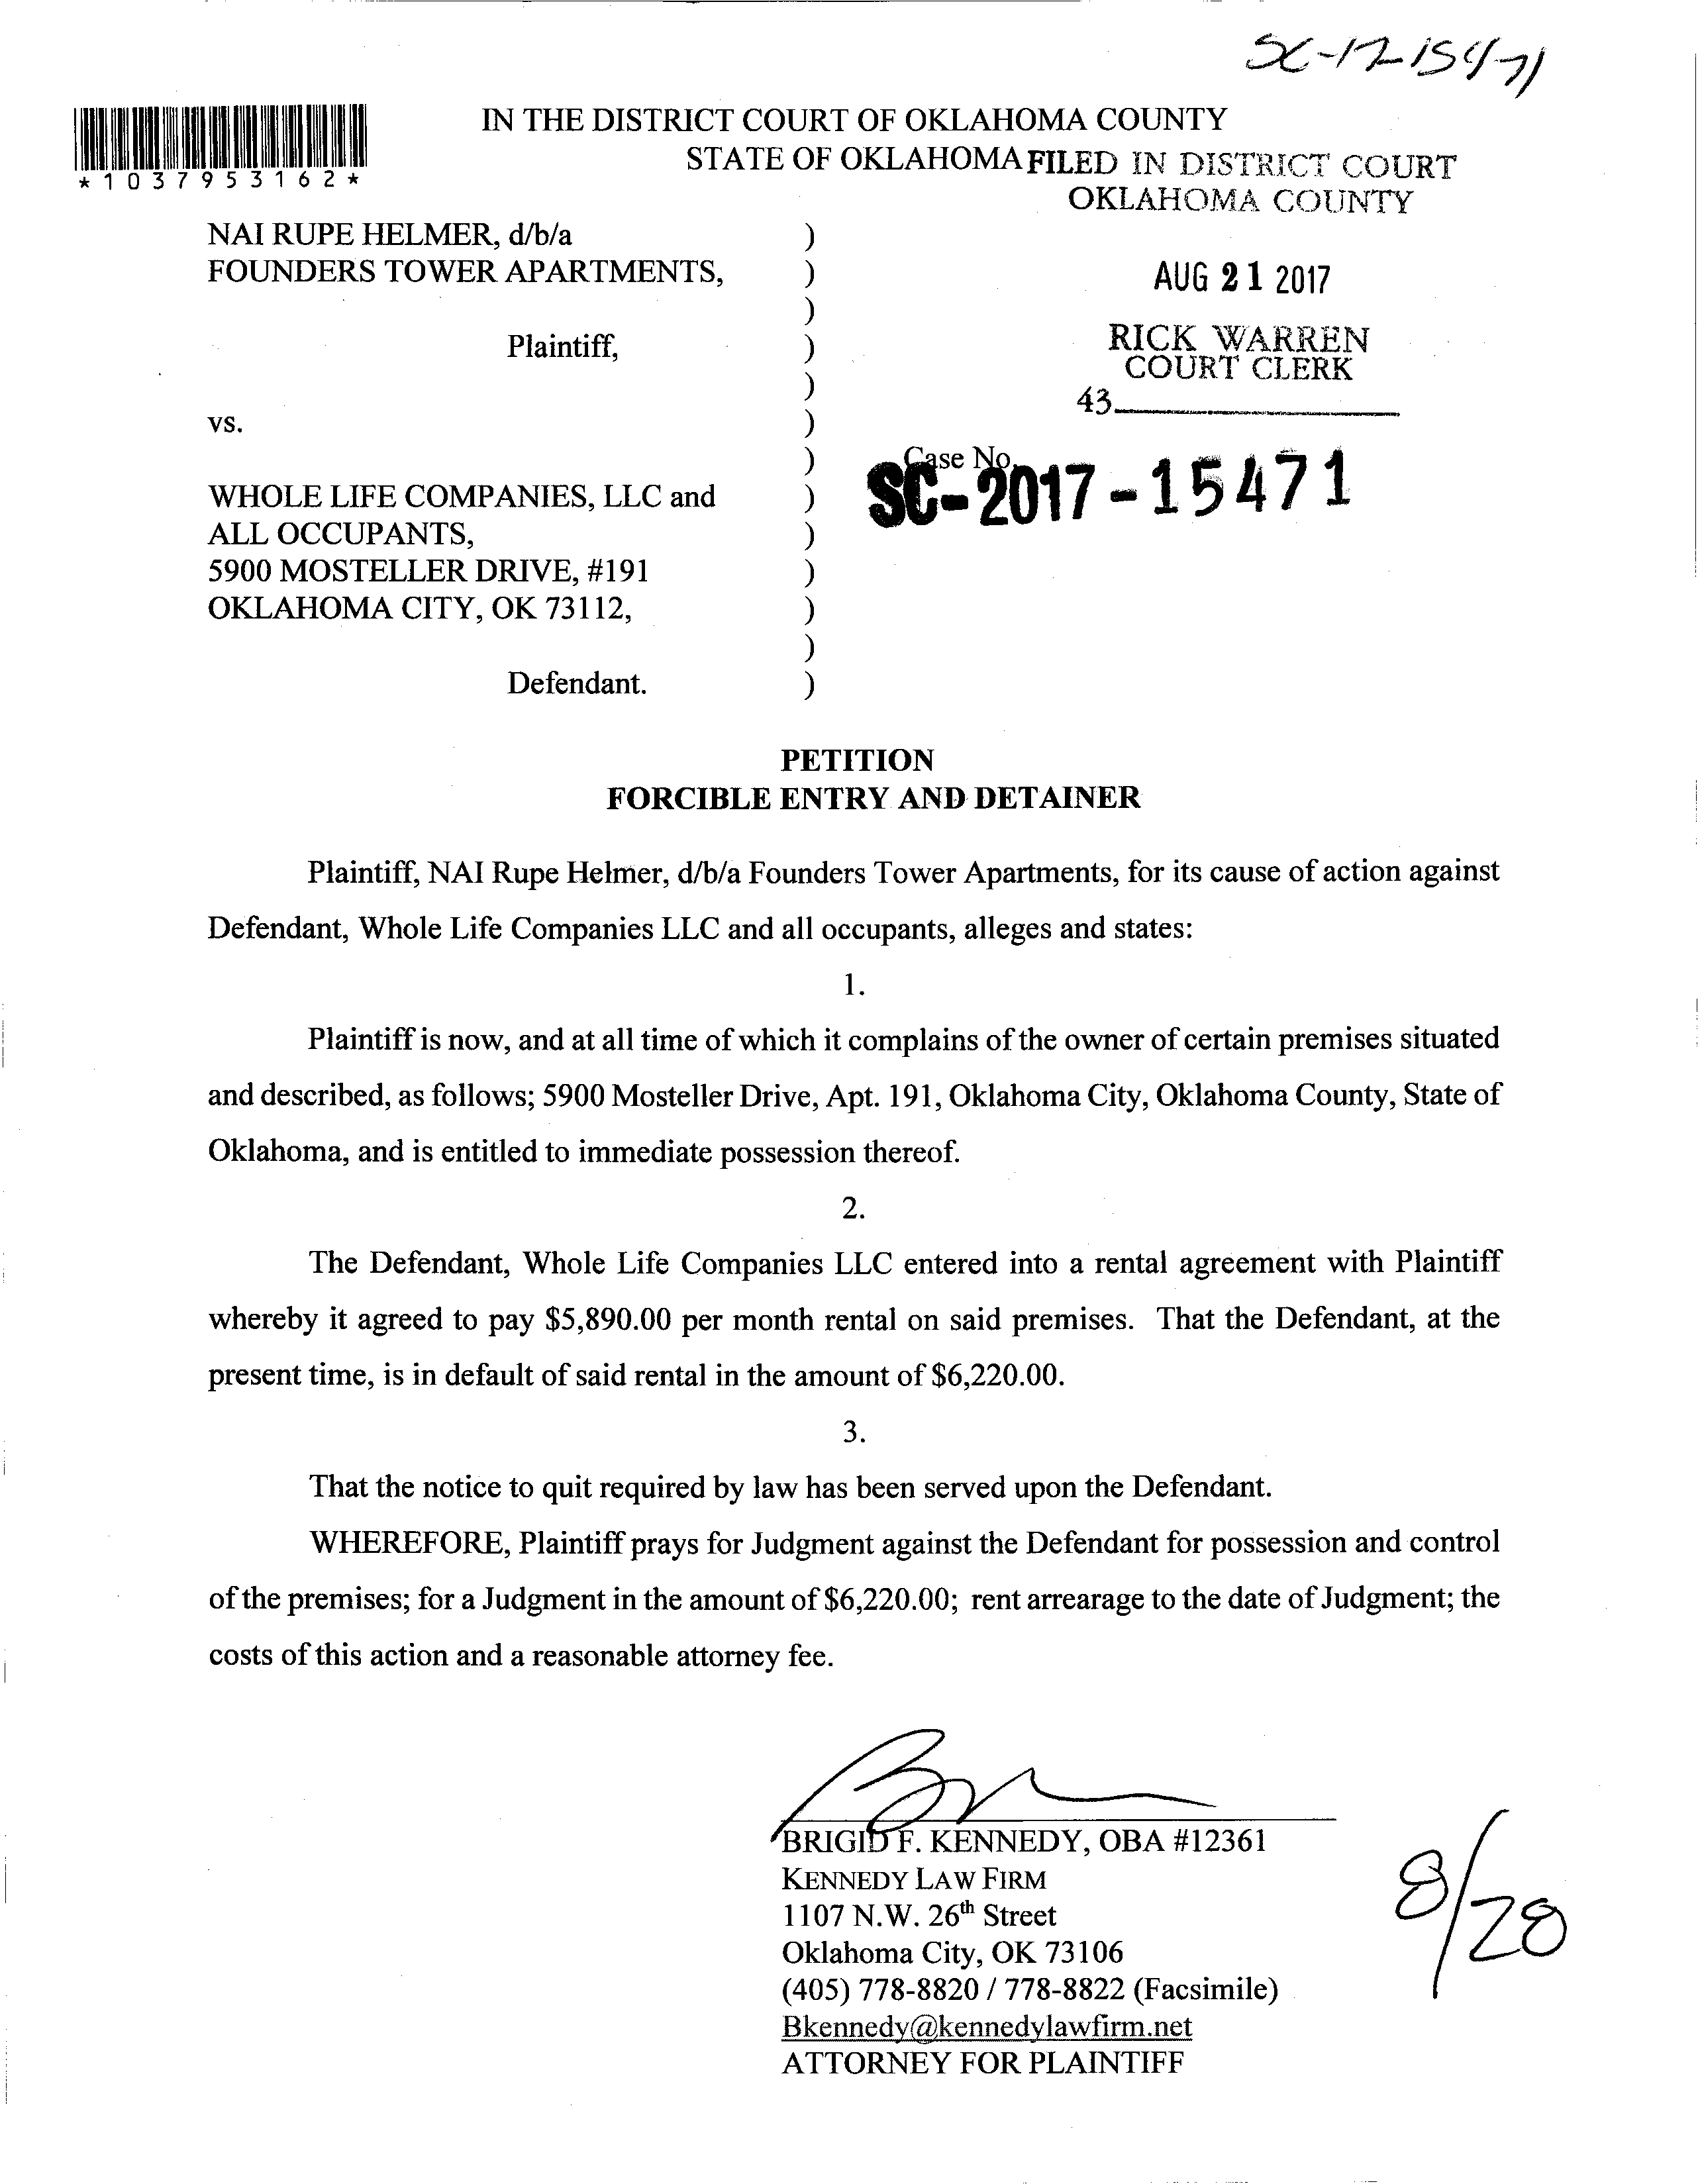 SC-17-15471
*1037953162*
IN THE DISTRICT COURT OF OKLAHOMA COUNTY
STATE OF OKLAHOMA
FILED IN DISTRICT COURT
OKLAHOMA COUNTY
AUG 21 2017
RICK WARREN
COURT CLERK
43
NAI RUPE HELMER, d/b/a )
FOUNDERS TOWER APARTMENTS, )
)
Plaintiff, )
)
vs. )
) Case No.
SC-2017-15471
WHOLE LIFE COMPANIES, LLC and )
ALL OCCUPANTS, )
5900 MOSTELLER DRIVE, #191 )
OKLAHOMA CITY, OK 73112, )
)
Defendant. )
PETITION
FORCIBLE ENTRY AND DETAINER
Plaintiff, NAI Rupe Helmer, d/b/a Founders Tower Apartments, for its cause of action against
Defendant, Whole Life Companies LLC and all occupants, alleges and states:
1.
Plaintiff is now, and at all time of which it complains of the owner of certain premises situated
and described, as follows; 5900 Mosteller Drive, Apt. 191, Oklahoma City, Oklahoma County, State of
Oklahoma, and is entitled to immediate possession thereof.
2.
The Defendant, Whole Life Companies LLC entered into a rental agreement with Plaintiff
whereby it agreed to pay $5,890.00 per month rental on said premises. That the Defendant, at the
present time, is in default of said rental in the amount of $6,220.00.
3.
That the notice to quit required by law has been served upon the Defendant.
WHEREFORE, Plaintiff prays for Judgment against the Defendant for possession and control
of the premises; for a Judgment in the amount of $6,220.00; rent arrearage to the date of Judgment; the
costs of this action and a reasonable attorney fee.
BRIGID F. KENNEDY, OBA #12361
KENNEDY LAW FIRM
1107 N.W. 26th Street
Oklahoma City, OK 73106
(405) 778-8820 / 778-8822 (Facsimile)
Bkennedy@kennedylawfirm.net
ATTORNEY FOR PLAINTIFF
8/28